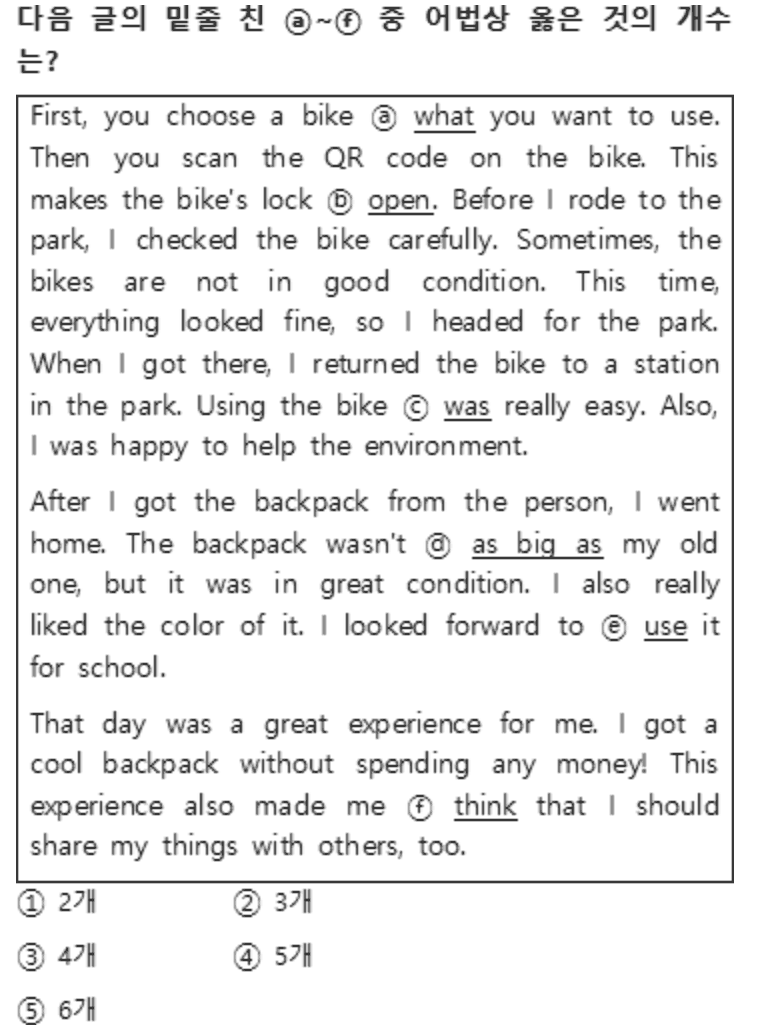 다음 글의 밑줄 친 ⓐ~ⓕ 중 어법상 옳은 것의 개수
는?
First, you choose a bike ⓐ what you want to use.
Then you scan the QR code on the bike. This
makes the bike's lock ⓑ open. Before I rode to the
park, I checked the bike carefully. Sometimes, the
bikes are not in good condition. This time,
everything looked fine, so I headed for the park.
When I got there, I returned the bike to a station
in the park. Using the bike ⓒ was really easy. Also,
I was happy to help the environment.
After I got the backpack from the person, I went
home. The backpack wasn't ⓓ as big as my old
one, but it was in great condition. I also really
liked the color of it. I looked forward to ⓔ use it
for school.
That day was a great experience for me. I got a
cool backpack without spending any money! This
experience also made me ⓕ think that I should
share my things with others, too.
① 2개 ② 3개
③ 4개 ④ 5개
⑤ 6개